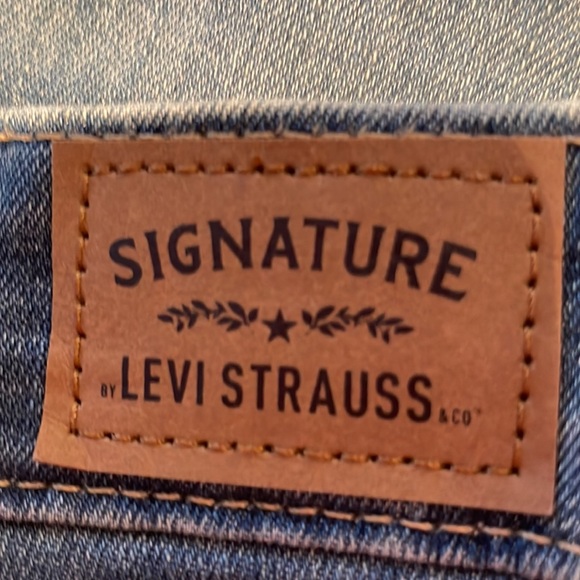 SIGNATURE
BY LEVI STRAUSS & CO™